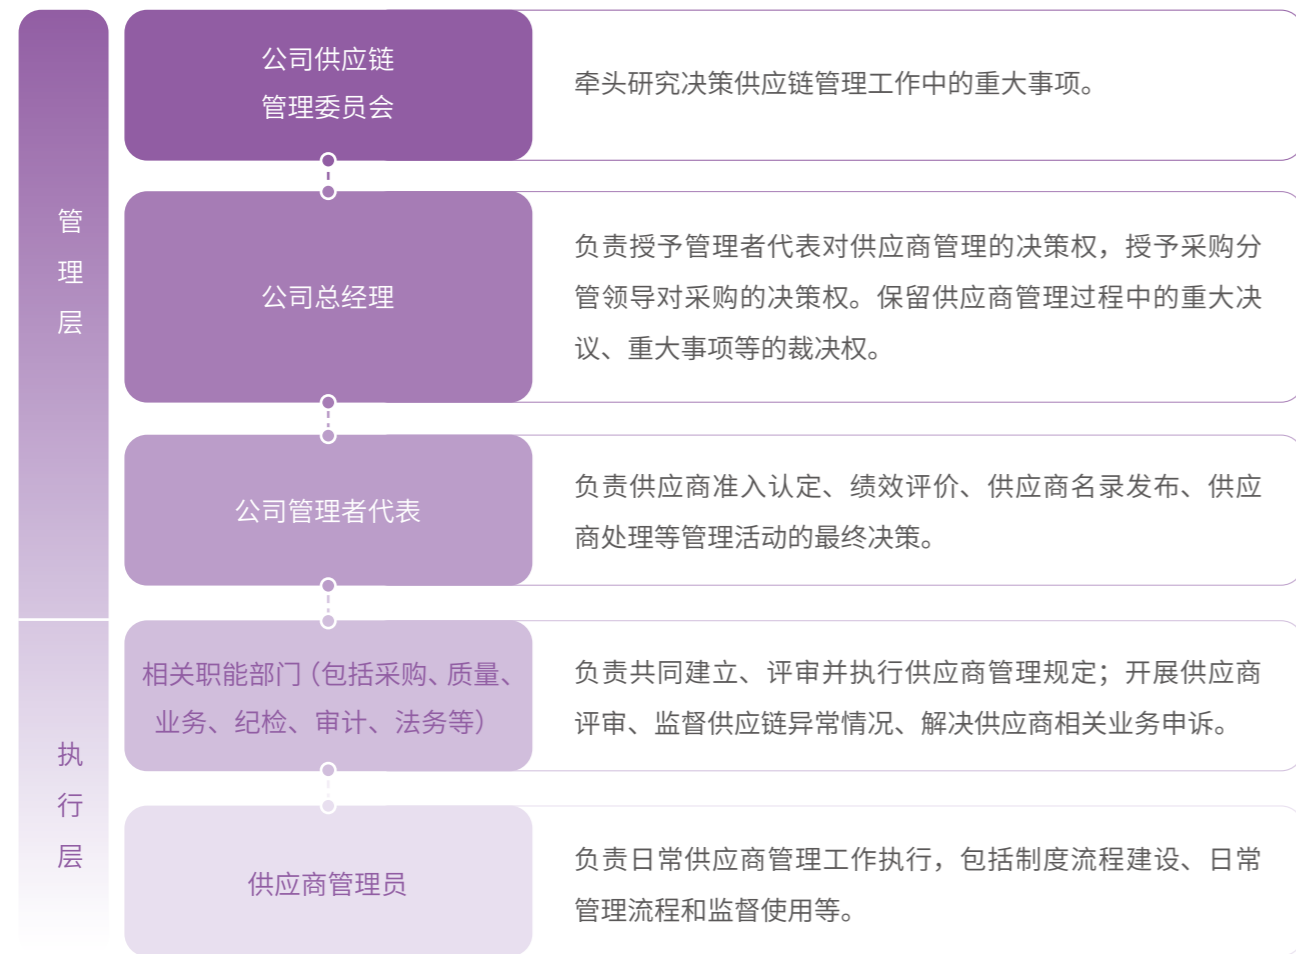 管
理
层
公司供应链
管理委员会
牵头研究决策供应链管理工作中的重大事项。
公司总经理
负责授予管理者代表对供应商管理的决策权，授予采购分
管领导对采购的决策权。保留供应商管理过程中的重大决
议、重大事项等的裁决权。
公司管理者代表
负责供应商准入认定、绩效评价、供应商名录发布、供应
商处理等管理活动的最终决策。
执
行
层
相关职能部门（包括采购、质量、
业务、纪检、审计、法务等）
负责共同建立、评审并执行供应商管理规定；开展供应商
评审、监督供应链异常情况、解决供应商相关业务申诉。
供应商管理员
负责日常供应商管理工作执行，包括制度流程建设、日常
管理流程和监督使用等。